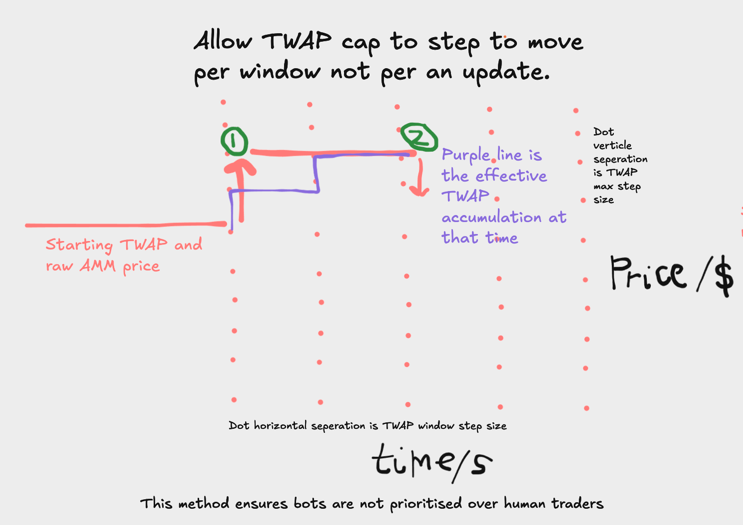 Allow TWAP cap to step to move
per window not per an update.
1
2
Dot
verticle
seperation
is TWAP
max step
size
Purple line is
the effective
TWAP
accumulation at
that time
Starting TWAP and
raw AMM price
Price/$
Dot horizontal seperation is TWAP window step size
time/s
This method ensures bots are not prioritised over human traders